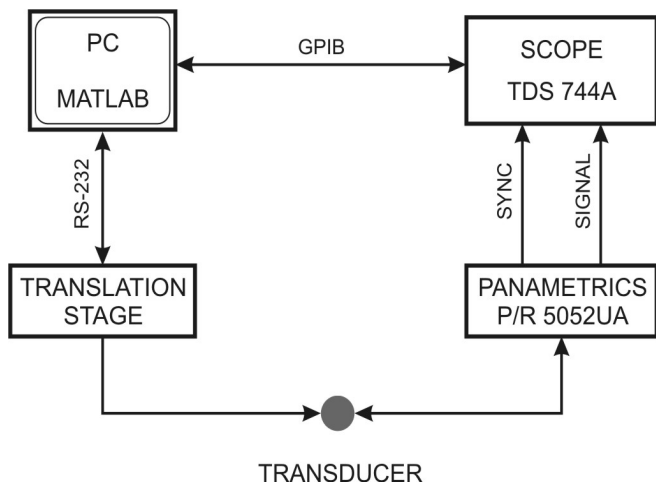 PC
MATLAB
GPIB
SCOPE
TDS 744A
RS-232
SYNC
SIGNAL
TRANSLATION
STAGE
PANAMETRICS
P/R 5052UA
TRANSDUCER